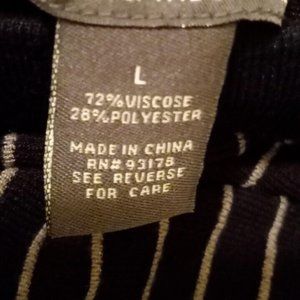 L
72%VISCOSE
28%POLYESTER
MADE IN CHINA
RN# 93178
SEE REVERSE
FOR CARE